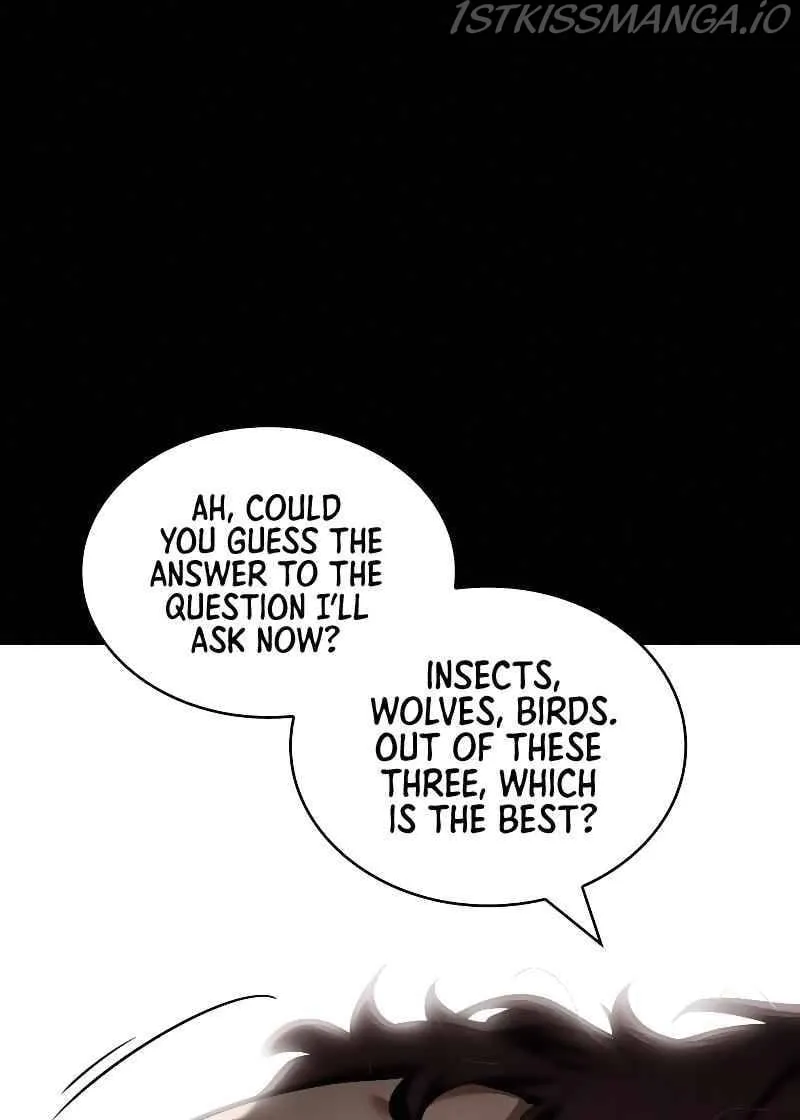 1STKISSMANGA.IO
AH, COULD
YOU GUESS THE
ANSWER TO THE
QUESTION I'LL
ASK NOW?
INSECTS,
WOLVES, BIRDS.
OUT OF THESE
THREE, WHICH
IS THE BEST?